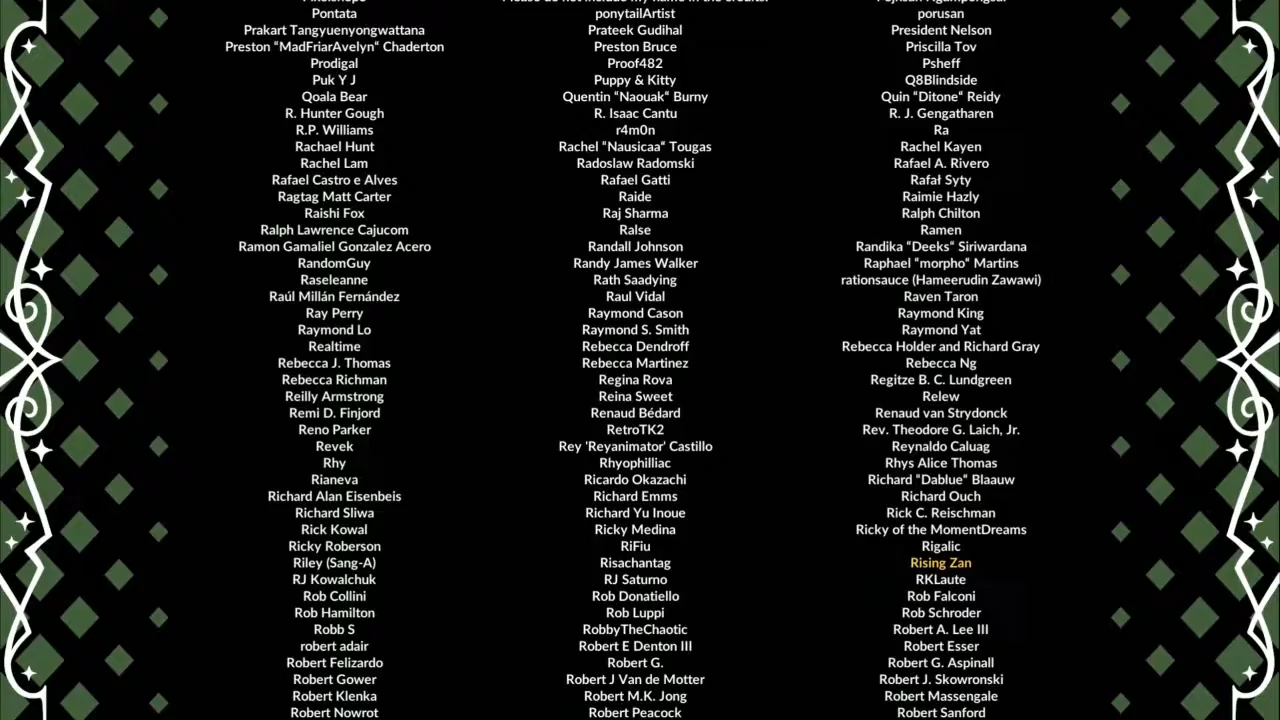 Pontata ponytailArtist porusan
Prakart Tangyuenyongwattana Prateek Gudihal President Nelson
Preston "MadFriarAvelyn" Chaderton Preston Bruce Priscilla Tov
Prodigal Proof482 Psheff
Puk Y J Puppy & Kitty Q8Blindside
Qoala Bear Quentin "Naouak" Burny Quin "Ditone" Reidy
R. Hunter Gough R. Isaac Cantu R. J. Gengatharen
R.P. Williams r4m0n Ra
Rachael Hunt Rachel "Nausicaa" Tougas Rachel Kayen
Rachel Lam Radoslaw Radomski Rafael A. Rivero
Rafael Castro e Alves Rafael Gatti Rafał Syty
Ragtag Matt Carter Raide Raimie Hazly
Raishi Fox Raj Sharma Ralph Chilton
Ralph Lawrence Cajucom Ralse Ramen
Ramon Gamaliel Gonzalez Acero Randall Johnson Randika "Deeks" Siriwardana
RandomGuy Randy James Walker Raphael "morpho" Martins
Raseleanne Rath Saadying rationsauce (Hameerudin Zawawi)
Raúl Millán Fernández Raul Vidal Raven Taron
Ray Perry Raymond Cason Raymond King
Raymond Lo Raymond S. Smith Raymond Yat
Realtime Rebecca Dendroff Rebecca Holder and Richard Gray
Rebecca J. Thomas Rebecca Martinez Rebecca Ng
Rebecca Richman Regina Rova Regitze B. C. Lundgreen
Reilly Armstrong Reina Sweet Relew
Remi D. Finjord Renaud Bédard Renaud van Strydonck
Reno Parker RetroTK2 Rev. Theodore G. Laich, Jr.
Revek Rey 'Reyanimator' Castillo Reynaldo Caluag
Rhy Rhyophilliac Rhys Alice Thomas
Rianeva Ricardo Okazachi Richard "Dablue" Blaauw
Richard Alan Eisenbeis Richard Emms Richard Ouch
Richard Sliwa Richard Yu Inoue Rick C. Reischman
Rick Kowal Ricky Medina Ricky of the MomentDreams
Ricky Roberson RiFiu Rigalic
Riley (Sang-A) Risachantag Rising Zan
RJ Kowalchuk RJ Saturno RKLaute
Rob Collini Rob Donatiello Rob Falconi
Rob Hamilton Rob Luppi Rob Schroder
Robb S RobbyTheChaotic Robert A. Lee III
robert adair Robert E Denton III Robert Esser
Robert Felizardo Robert G. Robert G. Aspinall
Robert Gower Robert J Van de Motter Robert J. Skowronski
Robert Klenka Robert M.K. Jong Robert Massengale
Robert Nowrot Robert Peacock Robert Sanford